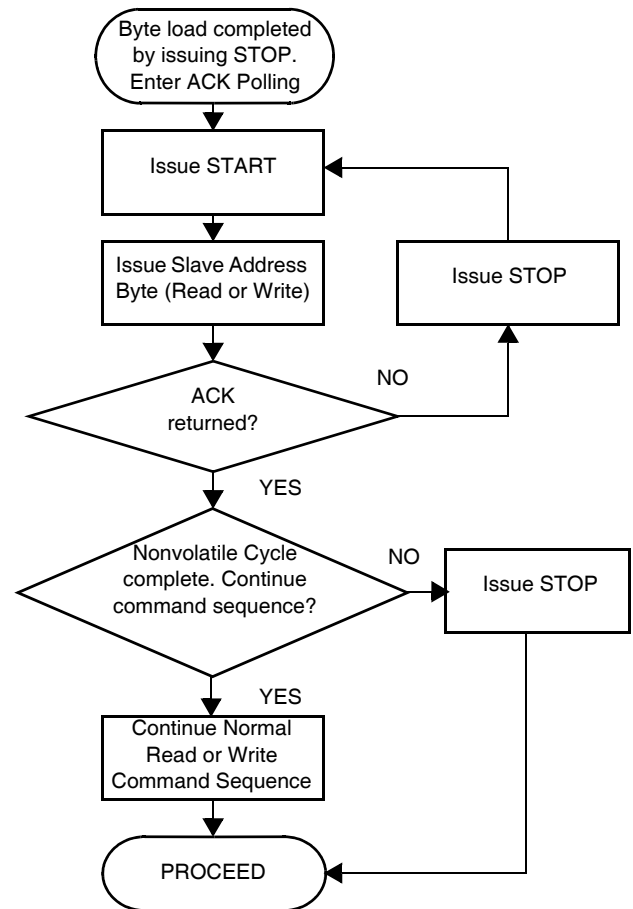 Byte load completed
by issuing STOP.
Enter ACK Polling
Issue START
Issue Slave Address
Byte (Read or Write)
Issue STOP
ACK
returned?
NO
YES
Nonvolatile Cycle
complete. Continue
command sequence?
NO
Issue STOP
YES
Continue Normal
Read or Write
Command Sequence
PROCEED